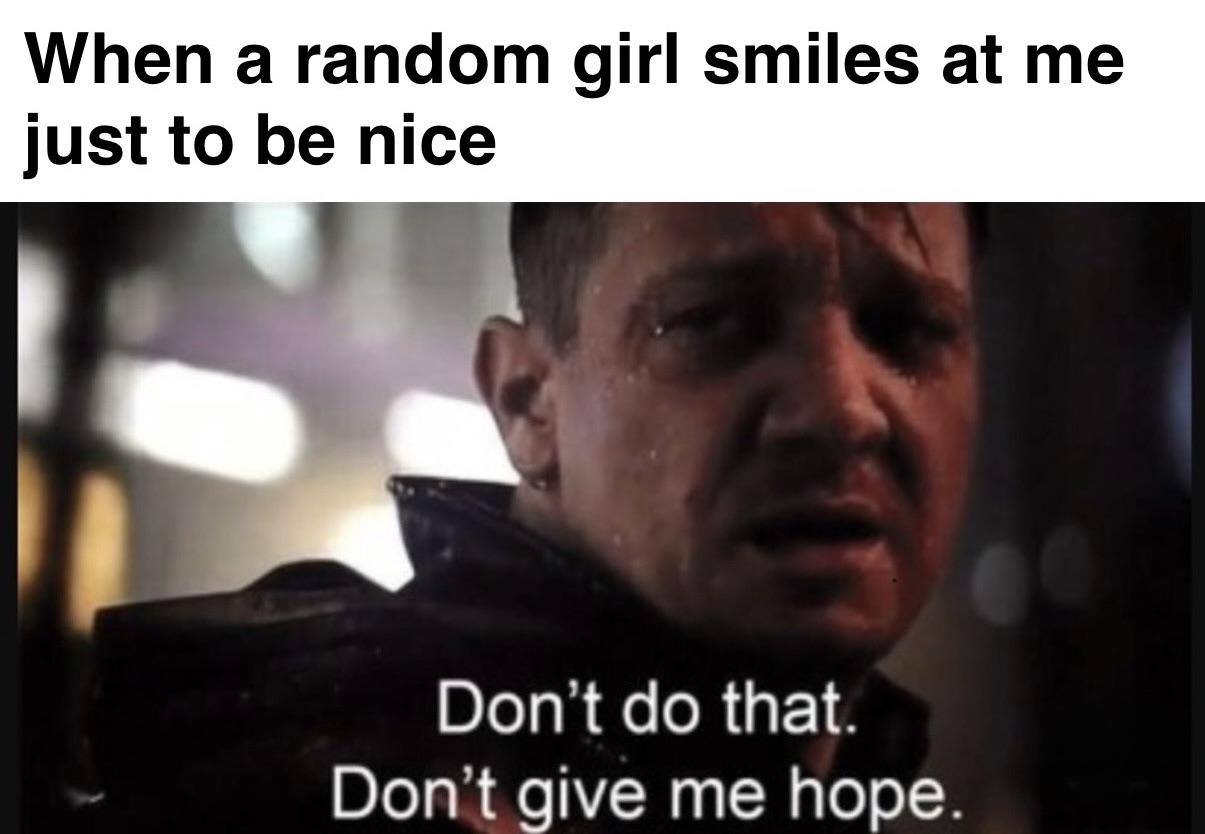 When a random girl smiles at me
just to be nice
Don't do that.
Don't give me hope.